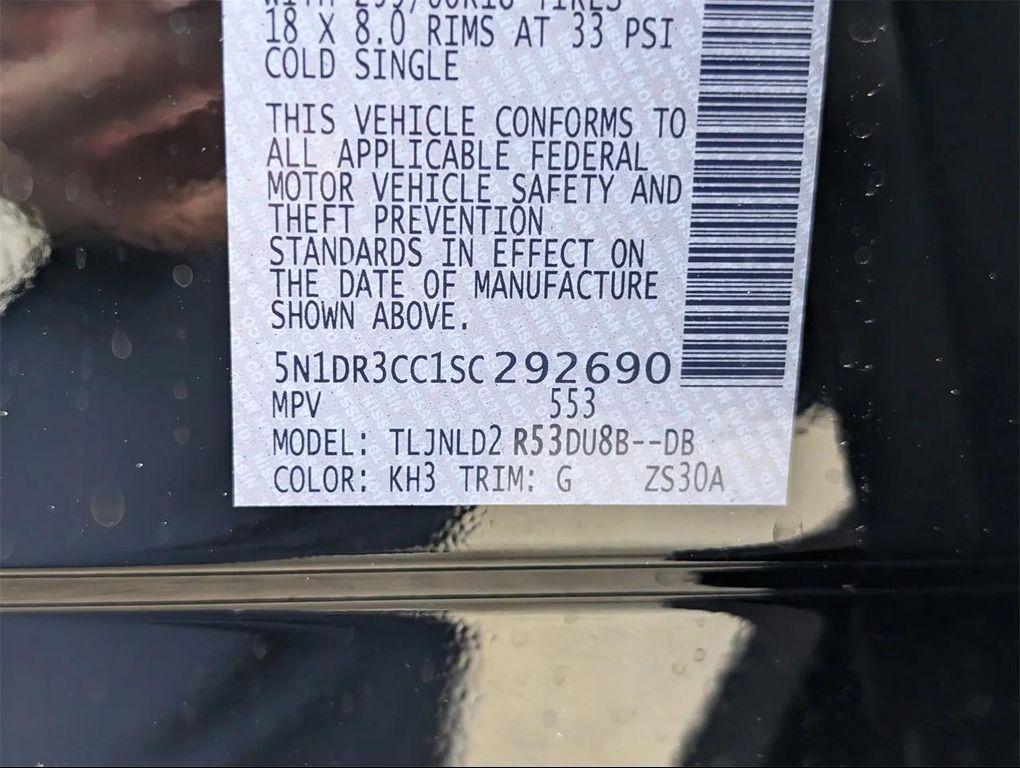 18 X 8.0 RIMS AT 33 PSI
COLD SINGLE
THIS VEHICLE CONFORMS TO
ALL APPLICABLE FEDERAL
MOTOR VEHICLE SAFETY AND
THEFT PREVENTION
STANDARDS IN EFFECT ON
THE DATE OF MANUFACTURE
SHOWN ABOVE.
5N1DR3CC1SC292690
MPV 553
MODEL: TLJNLD2 R53DU8B--DB
COLOR: KH3 TRIM: G ZS30A